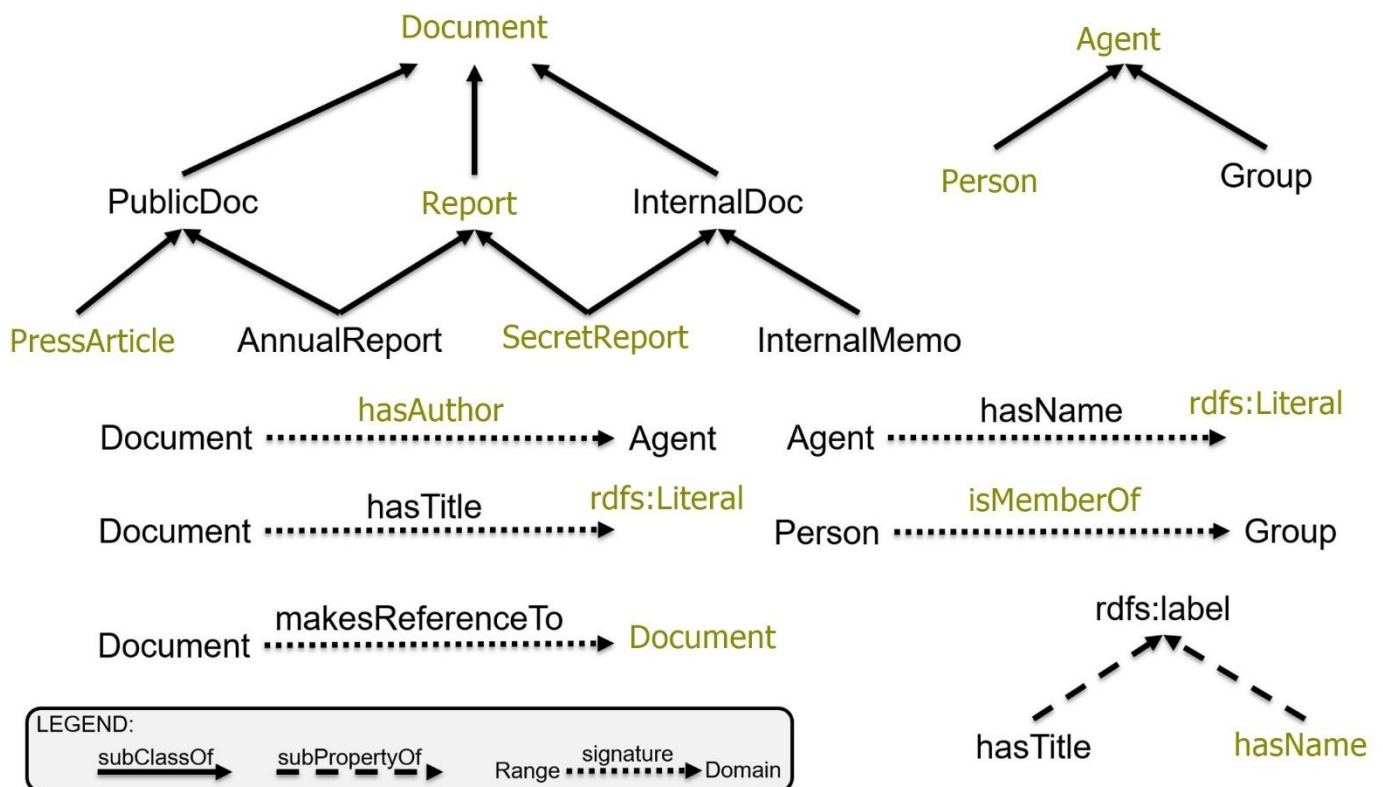 Document
Agent
PublicDoc
Report
InternalDoc
Person
Group
PressArticle
AnnualReport
SecretReport
InternalMemo
hasAuthor
Document
Agent
hasName
rdfs:Literal
Agent
hasTitle
rdfs:Literal
Document
isMemberOf
Person
Group
makesReferenceTo
Document
Document
rdfs:label
hasTitle
hasName
LEGEND:
subClassOf
subPropertyOf
signature
Range
Domain